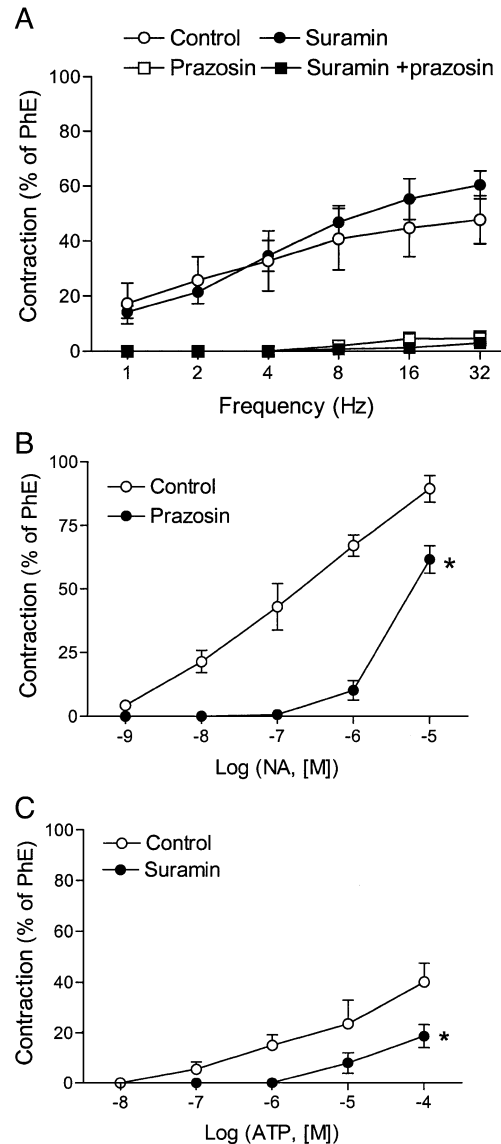 A
Control Suramin
Prazosin Suramin +prazosin
100
80
60
40
20
0
Contraction (% of PhE)
1 2 4 8 16 32
Frequency (Hz)
B
Control
Prazosin
100
75
50
25
0
Contraction (% of PhE)
*
-9 -8 -7 -6 -5
Log (NA, [M])
C
Control
Suramin
100
80
60
40
20
0
Contraction (% of PhE)
*
-8 -7 -6 -5 -4
Log (ATP, [M])